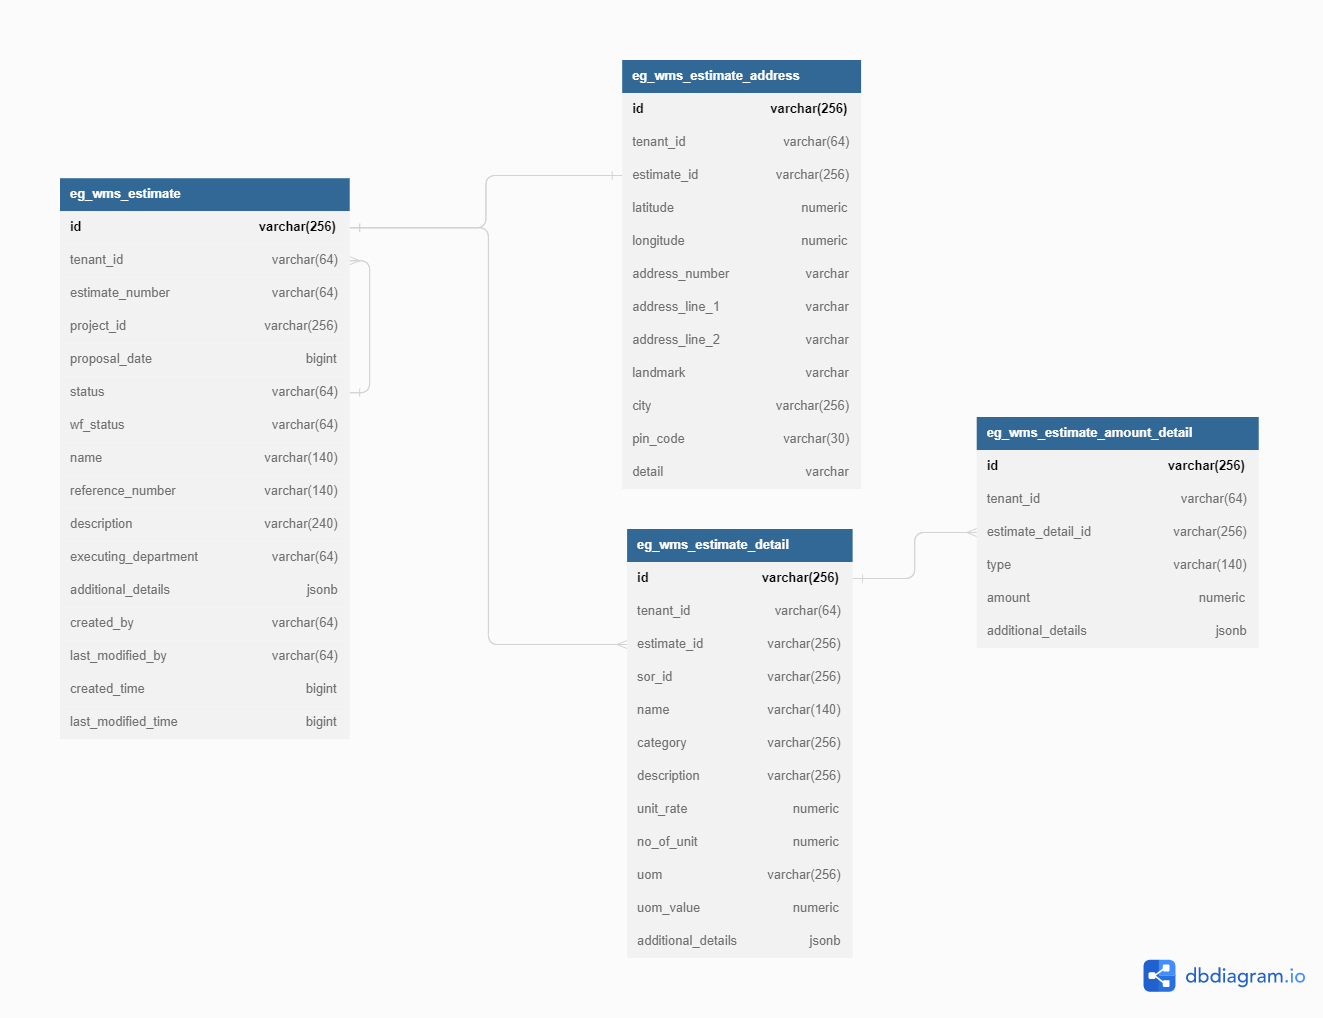 eg_wms_estimate
id varchar(256)
tenant_id varchar(64)
estimate_number varchar(64)
project_id varchar(256)
proposal_date bigint
status varchar(64)
wf_status varchar(64)
name varchar(140)
reference_number varchar(140)
description varchar(240)
executing_department varchar(64)
additional_details jsonb
created_by varchar(64)
last_modified_by varchar(64)
created_time bigint
last_modified_time bigint
eg_wms_estimate_address
id varchar(256)
tenant_id varchar(64)
estimate_id varchar(256)
latitude numeric
longitude numeric
address_number varchar
address_line_1 varchar
address_line_2 varchar
landmark varchar
city varchar(256)
pin_code varchar(30)
detail varchar
eg_wms_estimate_detail
id varchar(256)
tenant_id varchar(64)
estimate_id varchar(256)
sor_id varchar(256)
name varchar(140)
category varchar(256)
description varchar(256)
unit_rate numeric
no_of_unit numeric
uom varchar(256)
uom_value numeric
additional_details jsonb
eg_wms_estimate_amount_detail
id varchar(256)
tenant_id varchar(64)
estimate_detail_id varchar(256)
type varchar(140)
amount numeric
additional_details jsonb
dbdiagram.io